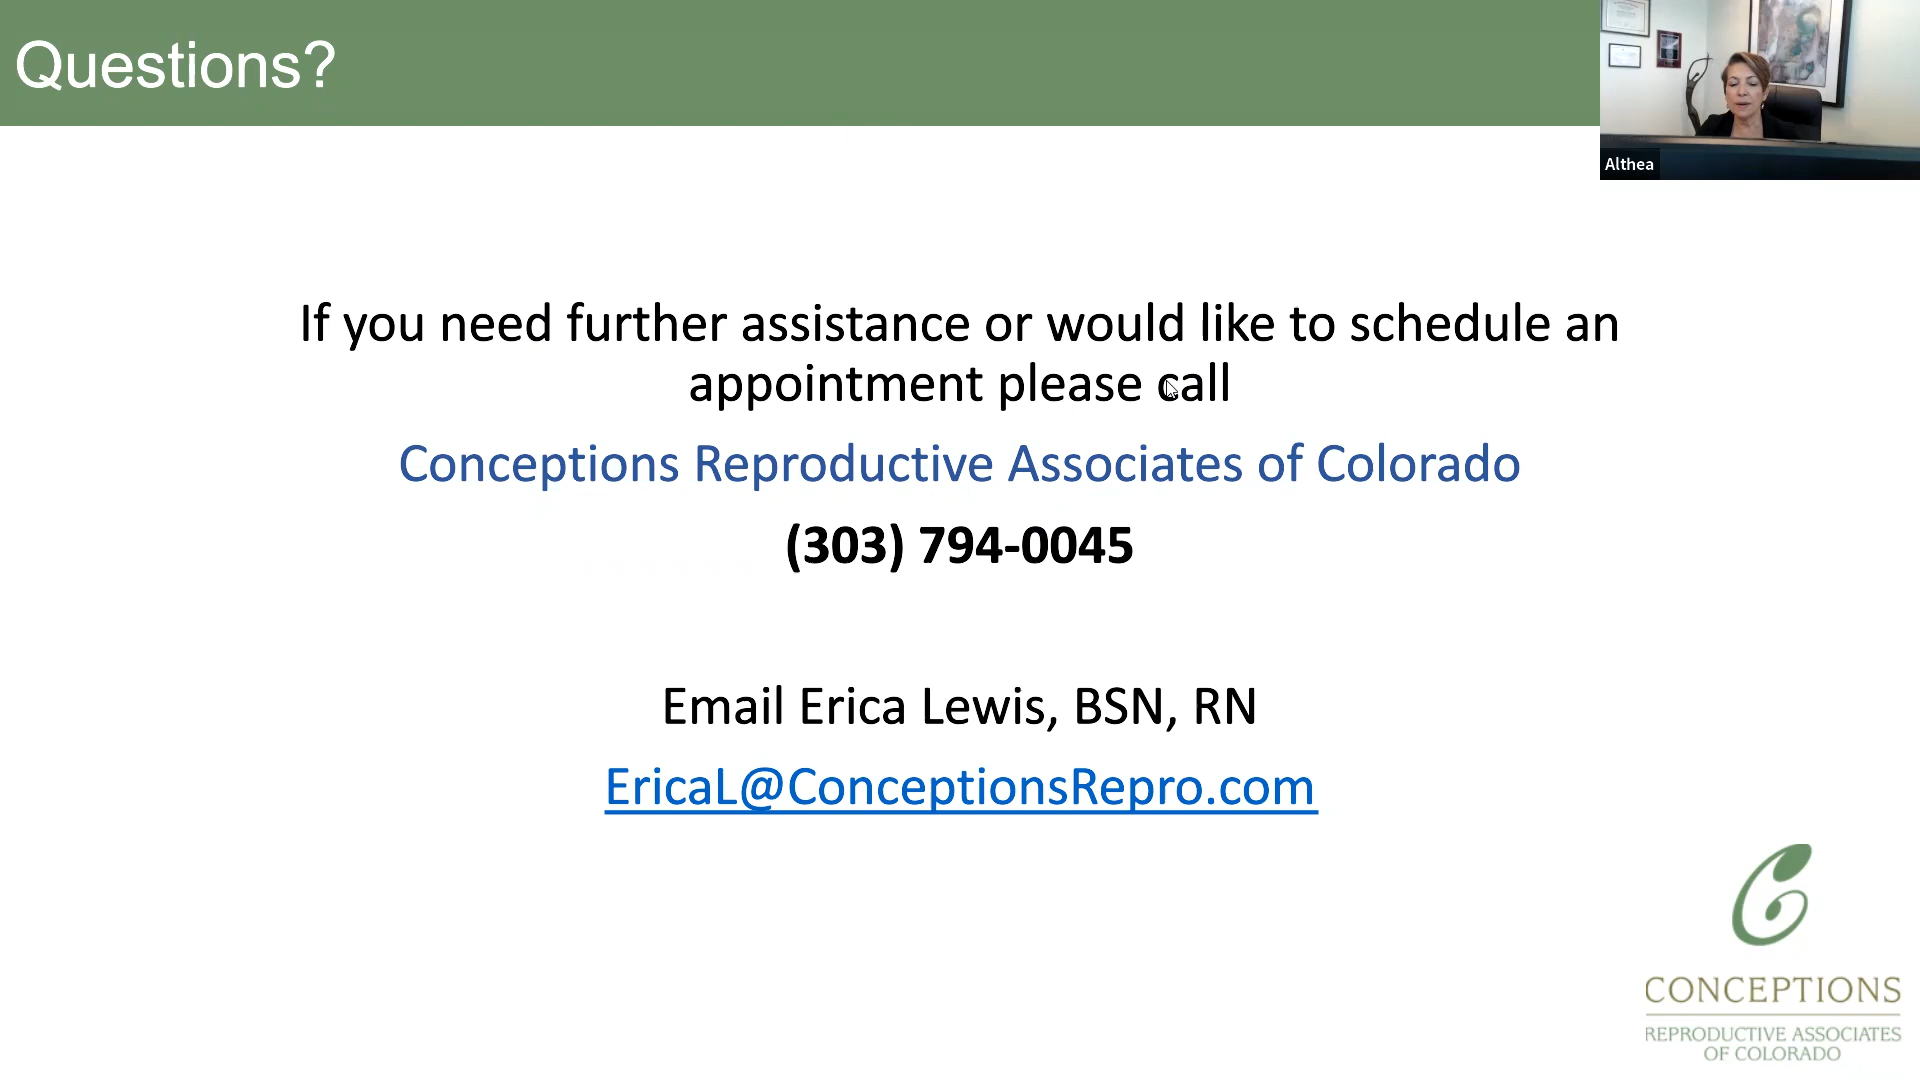 Questions?
Althea
If you need further assistance or would like to schedule an
appointment please call
Conceptions Reproductive Associates of Colorado
(303) 794-0045
Email Erica Lewis, BSN, RN
EricaL@ConceptionsRepro.com
CONCEPTIONS
REPRODUCTIVE ASSOCIATES
OF COLORADO